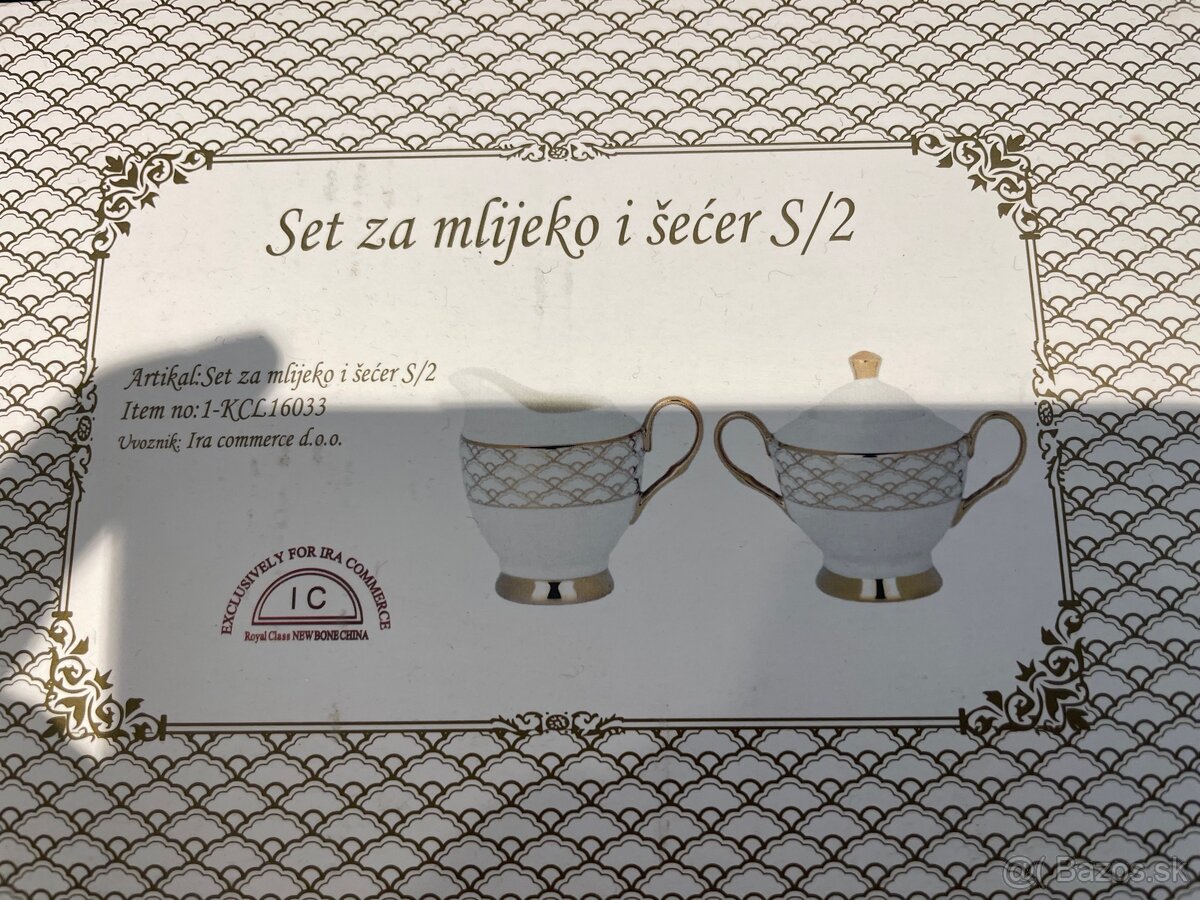 Set za mlijeko i šećer S/2
Artikal:Set za mlijeko i šećer S/2
Item no:1-KCL16033
Uvoznik: Ira commerce d.o.o.
EXCLUSIVELY FOR IRA COMMERCE
I C
Royal Class NEW BONE CHINA
@( Bazos.sk